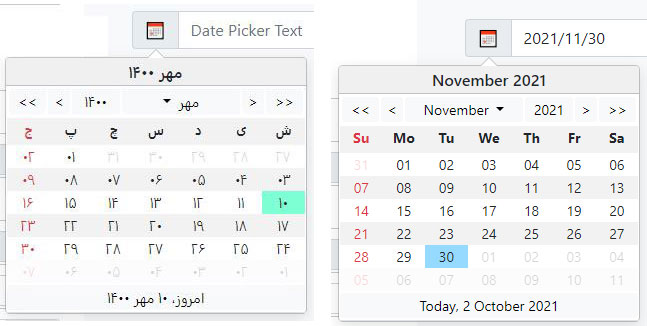 Date Picker Text
مهر ۱۴۰۰
<< < ۱۴۰۰ مهر > >>
ش ی د س چ پ ج
۲۷ ۲۸ ۲۹ ۳۰ ۳۱ ۰۱ ۰۲
۰۳ ۰۴ ۰۵ ۰۶ ۰۷ ۰۸ ۰۹
۱۰ ۱۱ ۱۲ ۱۳ ۱۴ ۱۵ ۱۶
۱۷ ۱۸ ۱۹ ۲۰ ۲۱ ۲۲ ۲۳
۲۴ ۲۵ ۲۶ ۲۷ ۲۸ ۲۹ ۳۰
۰۱ ۰۲ ۰۳ ۰۴ ۰۵ ۰۶ ۰۷
امروز، ۱۰ مهر ۱۴۰۰
2021/11/30
November 2021
<< < November 2021 > >>
Su Mo Tu We Th Fr Sa
31 01 02 03 04 05 06
07 08 09 10 11 12 13
14 15 16 17 18 19 20
21 22 23 24 25 26 27
28 29 30 01 02 03 04
05 06 07 08 09 10 11
Today, 2 October 2021